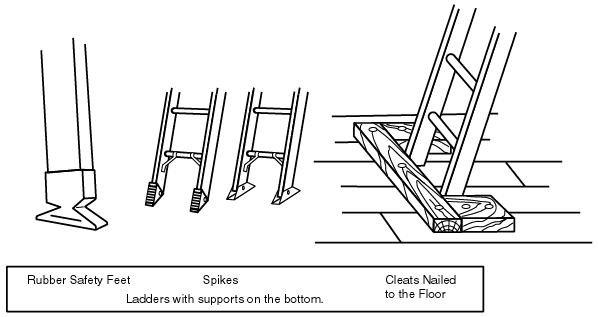 Rubber Safety Feet
Spikes
Cleats Nailed
to the Floor
Ladders with supports on the bottom.